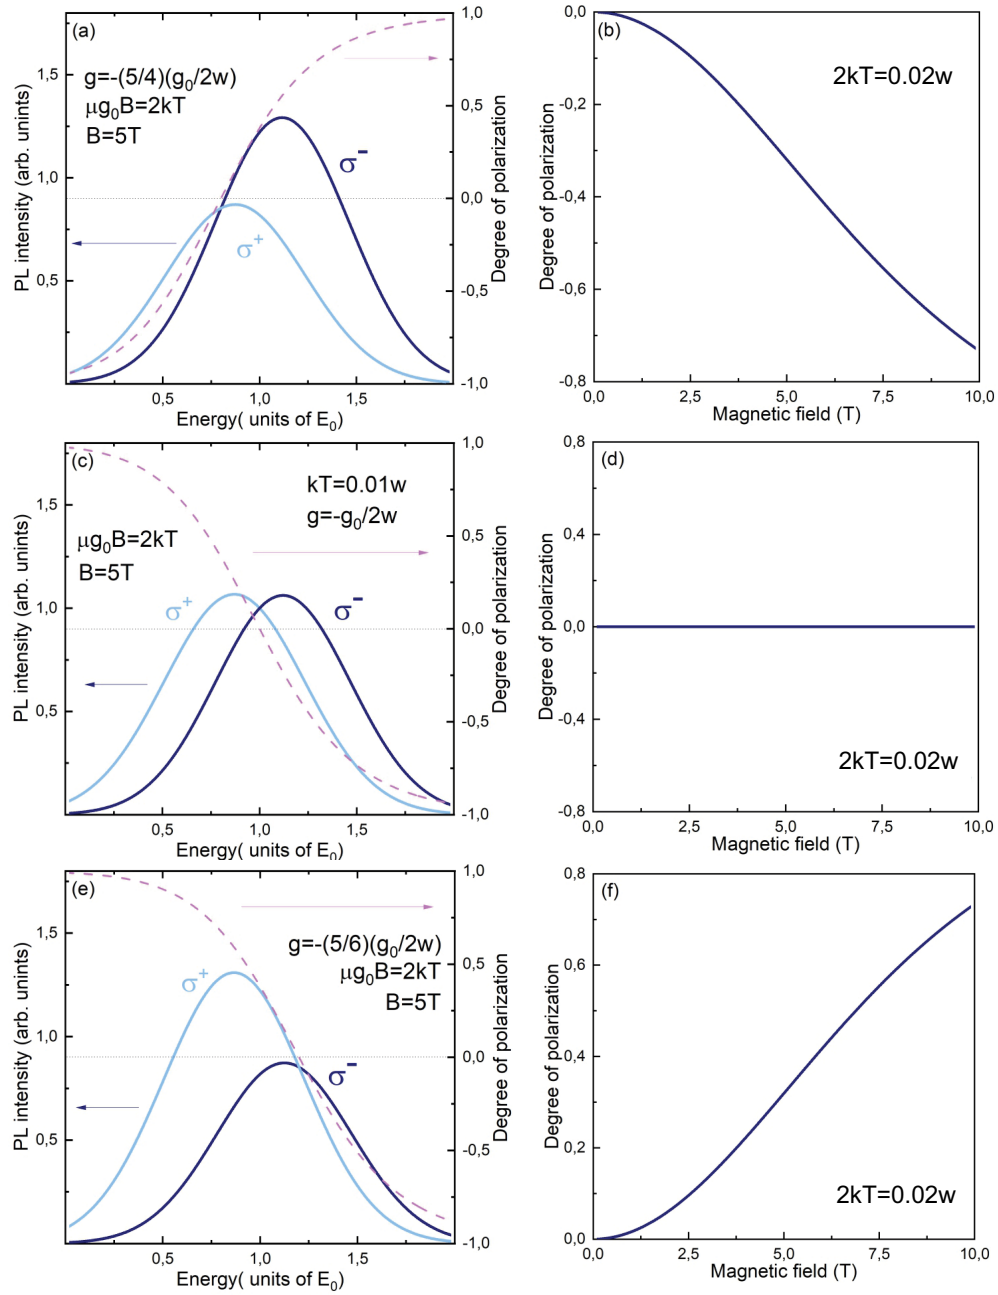 (a)
g=-(5/4)(g₀/2w)
μg₀B=2kT
B=5T
σ⁻
σ⁺
PL intensity (arb. unints)
1,5
1,0
0,5
0,5
1,0
1,5
Energy( units of E₀)
1,0
0,5
0,0
-0,5
-1,0
Degree of polarization
(b)
2kT=0.02w
Degree of polarization
0,0
-0,2
-0,4
-0,6
-0,8
0,0
2,5
5,0
7,5
10,0
Magnetic field (T)
(c)
kT=0.01w
g=-g₀/2w
μg₀B=2kT
B=5T
σ⁺
σ⁻
PL intensity (arb. unints)
1,5
1,0
0,5
0,5
1,0
1,5
Energy( units of E₀)
1,0
0,5
0,0
-0,5
-1,0
Degree of polarization
(d)
2kT=0.02w
Degree of polarization
0,8
0,4
0,0
-0,4
-0,8
0,0
2,5
5,0
7,5
10,0
Magnetic field (T)
(e)
g=-(5/6)(g₀/2w)
μg₀B=2kT
B=5T
σ⁺
σ⁻
PL intensity (arb. unints)
1,5
1,0
0,5
0,5
1,0
1,5
Energy( units of E₀)
1,0
0,5
0,0
-0,5
-1,0
Degree of polarization
(f)
2kT=0.02w
Degree of polarization
0,8
0,6
0,4
0,2
0,0
0,0
2,5
5,0
7,5
10,0
Magnetic field (T)